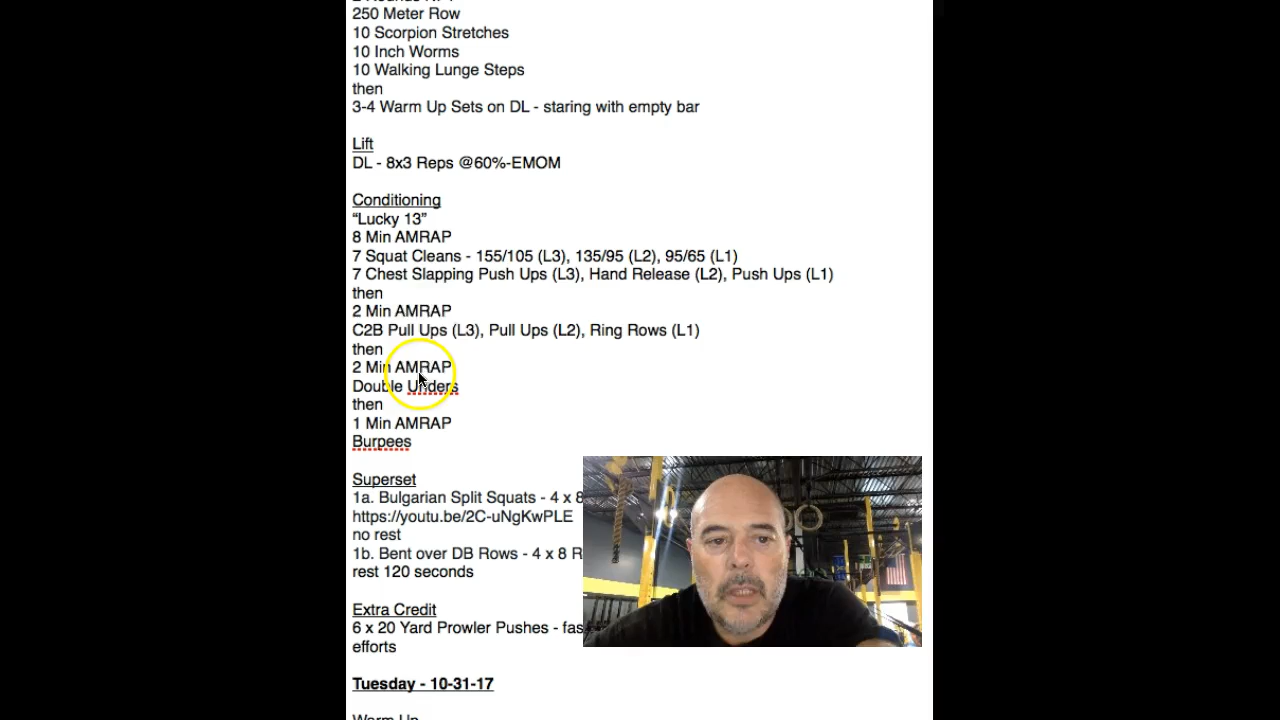 250 Meter Row
10 Scorpion Stretches
10 Inch Worms
10 Walking Lunge Steps
then
3-4 Warm Up Sets on DL - staring with empty bar
Lift
DL - 8x3 Reps @60%-EMOM
Conditioning
“Lucky 13”
8 Min AMRAP
7 Squat Cleans - 155/105 (L3), 135/95 (L2), 95/65 (L1)
7 Chest Slapping Push Ups (L3), Hand Release (L2), Push Ups (L1)
then
2 Min AMRAP
C2B Pull Ups (L3), Pull Ups (L2), Ring Rows (L1)
then
2 Min AMRAP
Double Unders
then
1 Min AMRAP
Burpees
Superset
1a. Bulgarian Split Squats - 4 x 8
https://youtu.be/2C-uNgKwPLE
no rest
1b. Bent over DB Rows - 4 x 8 R
rest 120 seconds
Extra Credit
6 x 20 Yard Prowler Pushes - fas
efforts
Tuesday - 10-31-17
Warm Up